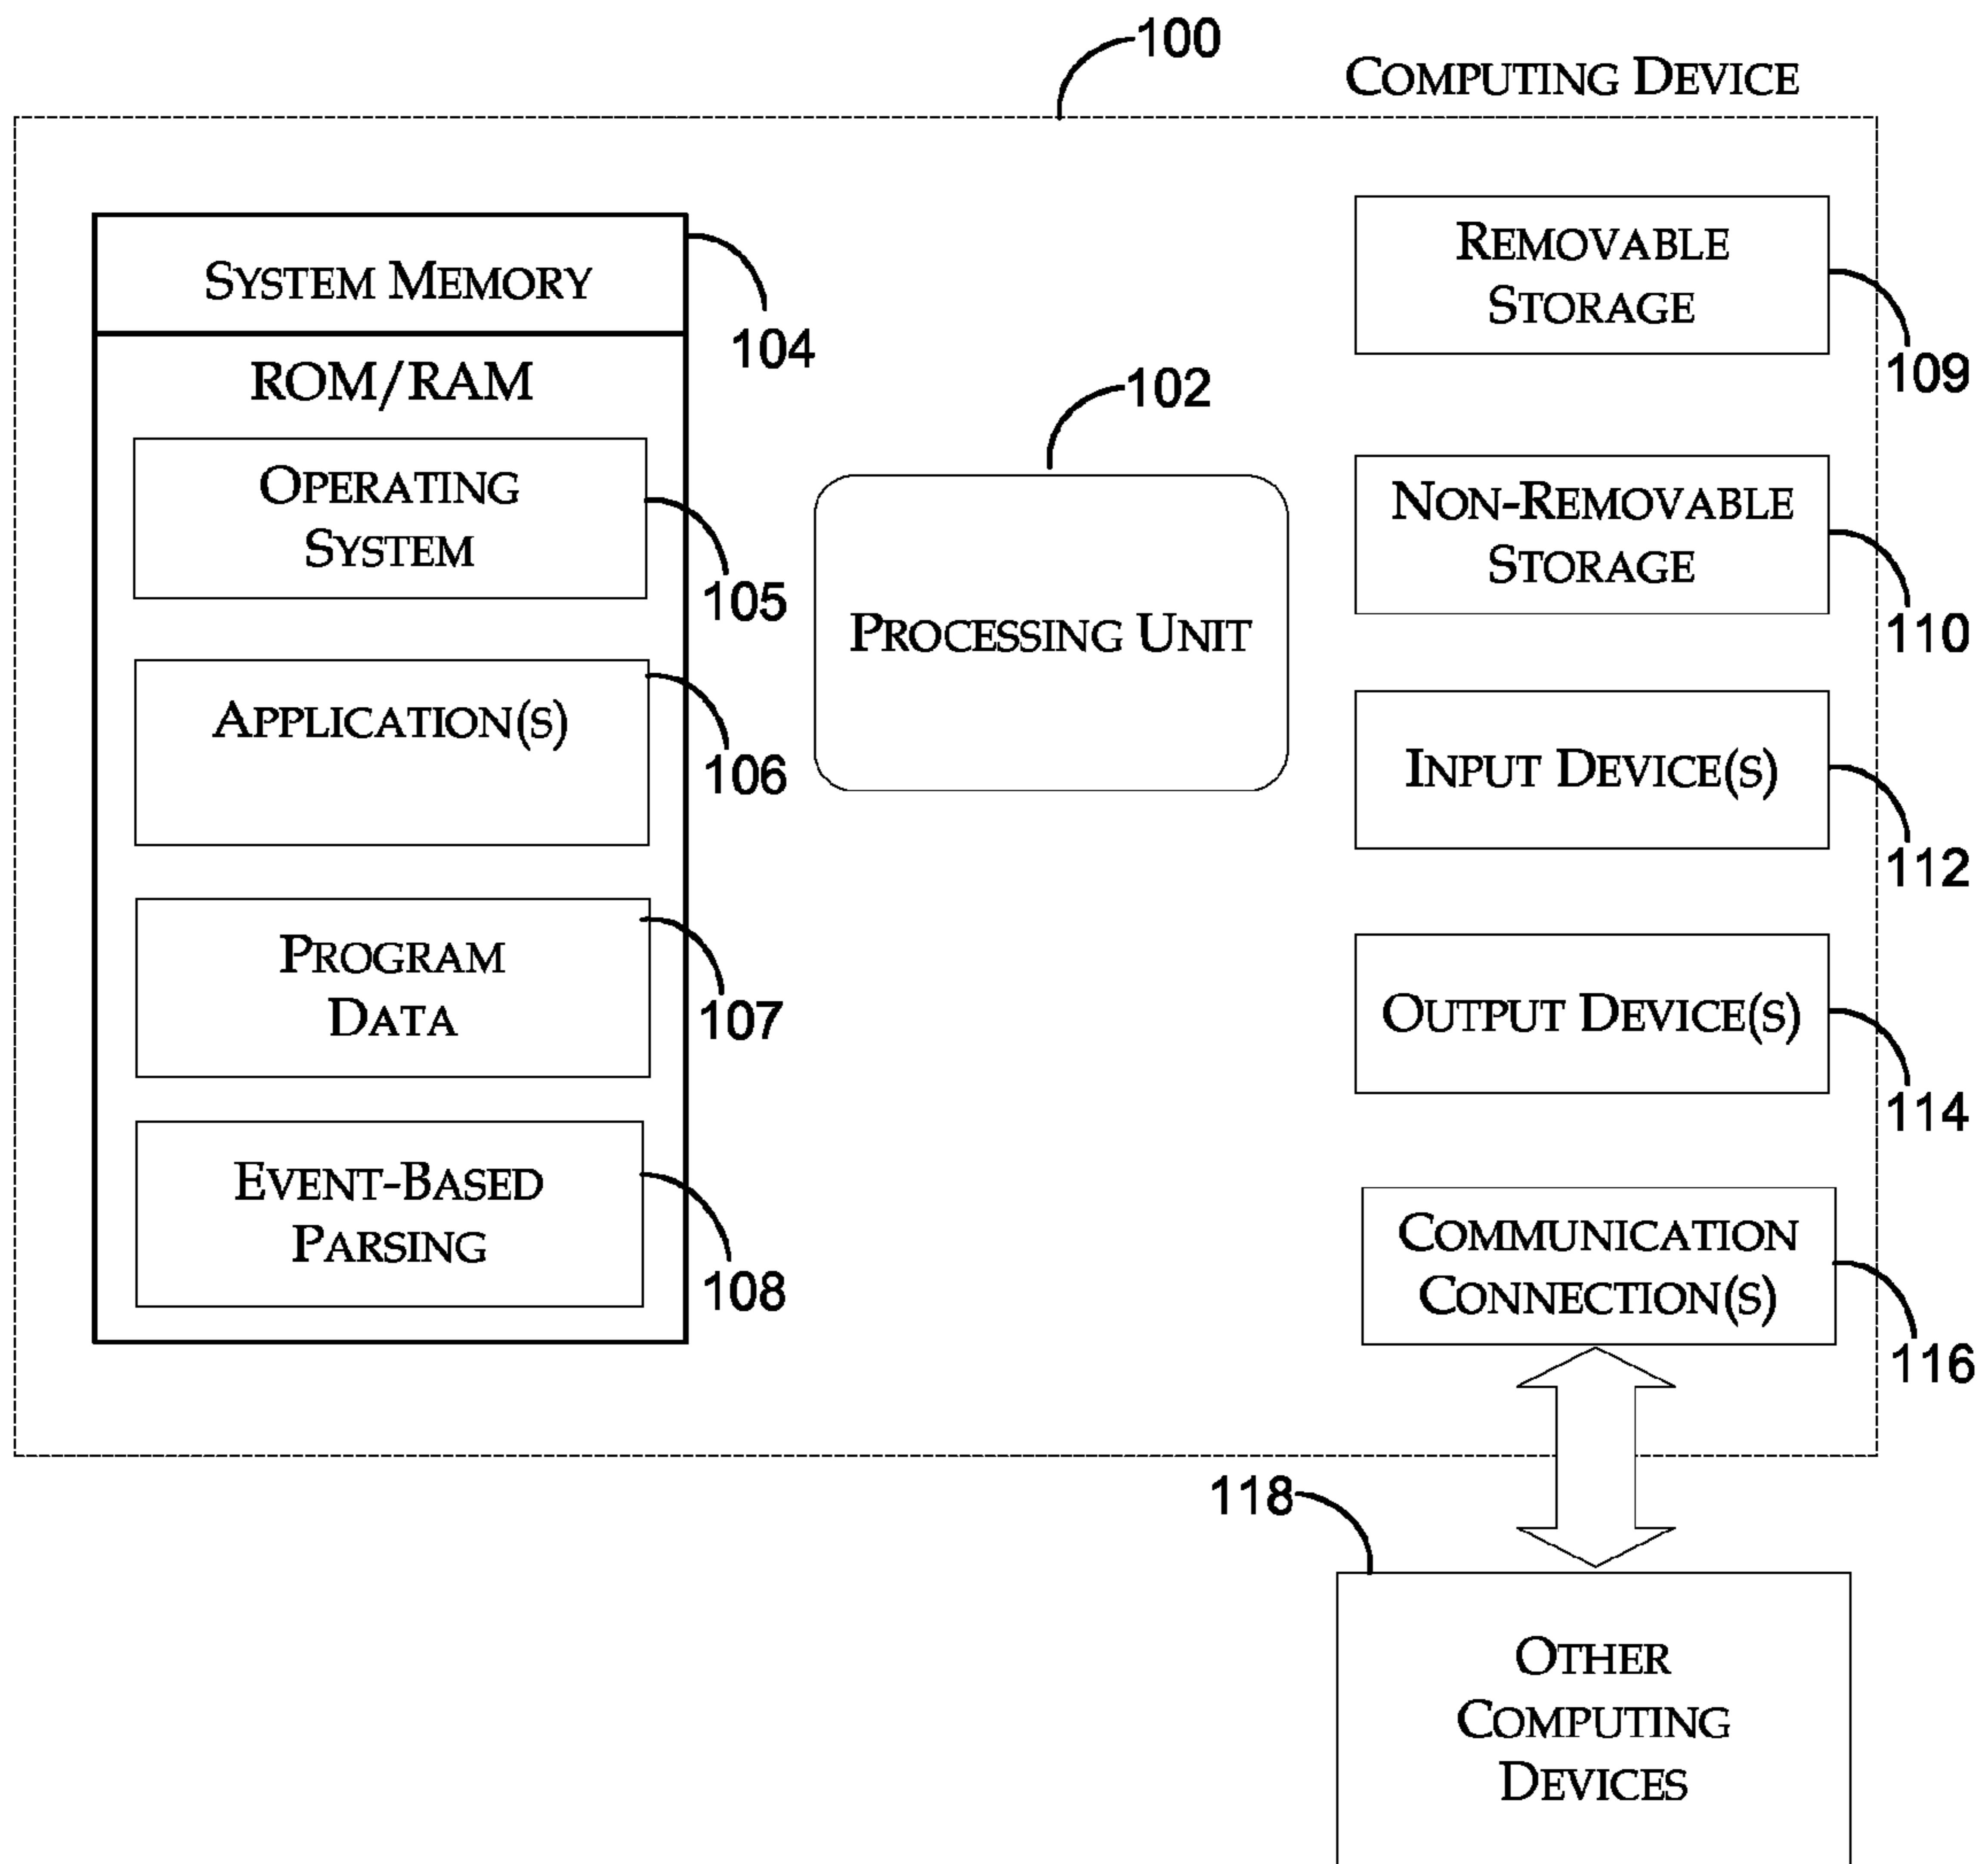 100
COMPUTING DEVICE
SYSTEM MEMORY
104
ROM/RAM
OPERATING
SYSTEM
105
APPLICATION(S)
106
PROGRAM
DATA
107
EVENT-BASED
PARSING
108
102
PROCESSING UNIT
REMOVABLE
STORAGE
109
NON-REMOVABLE
STORAGE
110
INPUT DEVICE(S)
112
OUTPUT DEVICE(S)
114
COMMUNICATION
CONNECTION(S)
116
118
OTHER
COMPUTING
DEVICES